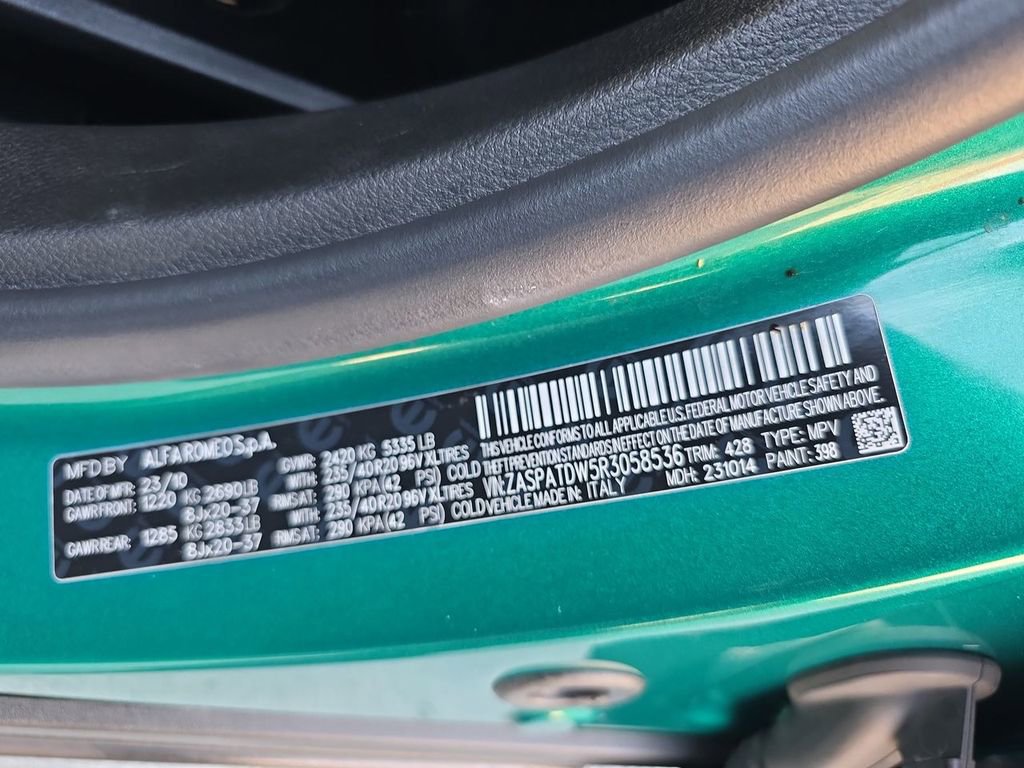 MFD BY ALFA ROMEO S.p.A.
DATE OF MFR: 23/10 GVWR: 2420 KG 5335 LB
GAWR FRONT: 1220 KG 2690 LB WITH: 235/40R20 96V XL TIRES
8Jx20-37 RIMS AT: 290 KPA(42 PSI) COLD
GAWR REAR: 1285 KG 2833 LB WITH: 235/40R20 96V XL TIRES
8Jx20-37 RIMS AT: 290 KPA(42 PSI) COLD
THIS VEHICLE CONFORMS TO ALL APPLICABLE U.S. FEDERAL MOTOR VEHICLE SAFETY AND
THEFT PREVENTION STANDARDS IN EFFECT ON THE DATE OF MANUFACTURE SHOWN ABOVE.
VIN: ZASPATDW5R3058536 TRIM: 428 TYPE: MPV
VEHICLE MADE IN: ITALY MDH: 231014 PAINT: 398